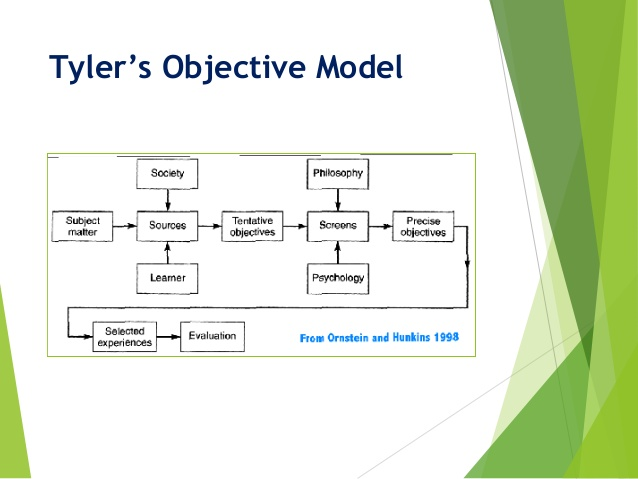 Tyler’s Objective Model
Society
Philosophy
Subject
matter
Sources
Tentative
objectives
Screens
Precise
objectives
Learner
Psychology
Selected
experiences
Evaluation
From Ornstein and Hunkins 1998